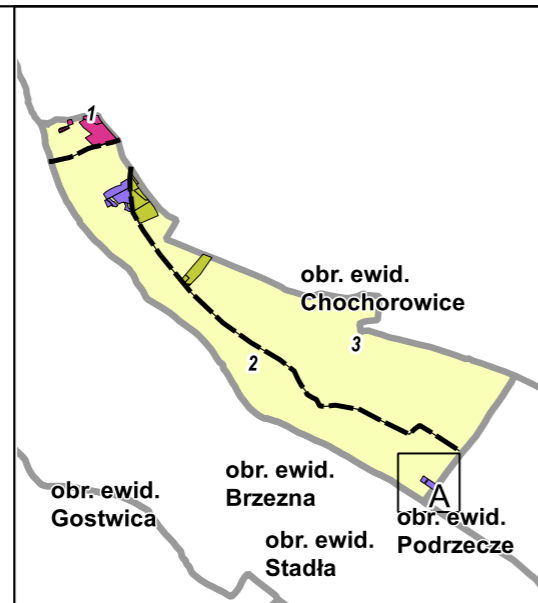 1
obr. ewid.
Chochorowice
3
2
obr. ewid.
Brzezna
obr. ewid.
Gostwica
A
obr. ewid.
Podrzecze
obr. ewid.
Stadła